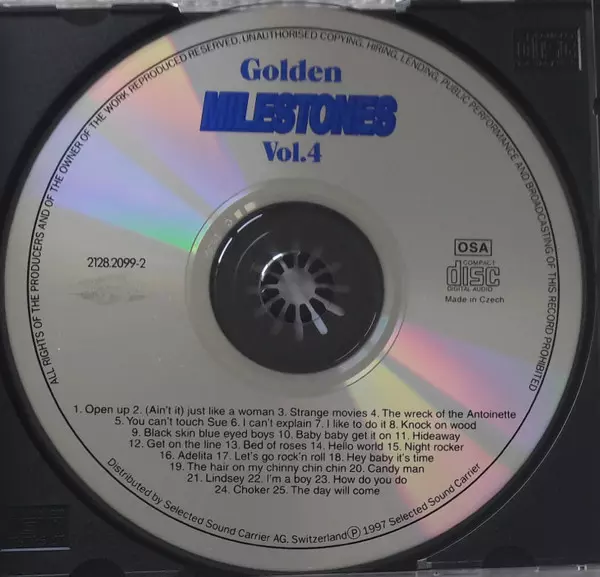 ALL RIGHTS OF THE PRODUCERS AND OF THE OWNER OF THE WORK REPRODUCED RESERVED, UNAUTHORISED COPYING, HIRING, LENDING, PUBLIC PERFORMANCE AND BROADCASTING OF THIS RECORD PROHIBITED
Golden
MILESTONES
Vol.4
2128.2099-2
OSA
COMPACT
disc
DIGITAL AUDIO
Made in Czech
1. Open up 2. (Ain't it) just like a woman 3. Strange movies 4. The wreck of the Antoinette
5. You can't touch Sue 6. I can't explain 7. I like to do it 8. Knock on wood
9. Black skin blue eyed boys 10. Baby baby get it on 11. Hideaway
12. Get on the line 13. Bed of roses 14. Hello world 15. Night rocker
16. Adelita 17. Let's go rock'n roll 18. Hey baby it's time
19. The hair on my chinny chin chin 20. Candy man
21. Lindsey 22. I'm a boy 23. How do you do
24. Choker 25. The day will come
Distributed by Selected Sound Carrier AG. Switzerland Ⓟ 1997 Selected Sound Carrier